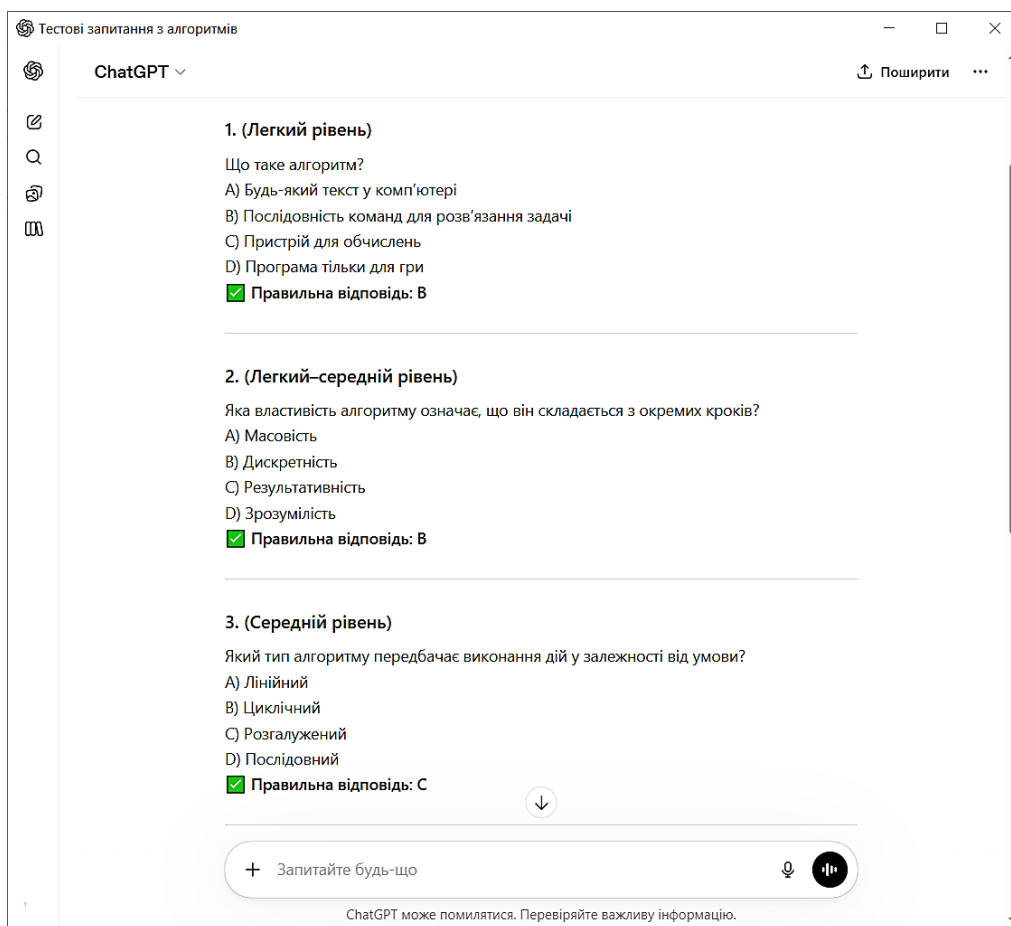 Тестові запитання з алгоритмів
ChatGPT
Поширити
1. (Легкий рівень)
Що таке алгоритм?
A) Будь-який текст у комп’ютері
B) Послідовність команд для розв’язання задачі
C) Пристрій для обчислень
D) Програма тільки для гри
✅ Правильна відповідь: B
2. (Легкий–середній рівень)
Яка властивість алгоритму означає, що він складається з окремих кроків?
A) Масовість
B) Дискретність
C) Результативність
D) Зрозумілість
✅ Правильна відповідь: B
3. (Середній рівень)
Який тип алгоритму передбачає виконання дій у залежності від умови?
A) Лінійний
B) Циклічний
C) Розгалужений
D) Послідовний
✅ Правильна відповідь: C
Запитайте будь-що
ChatGPT може помилятися. Перевіряйте важливу інформацію.